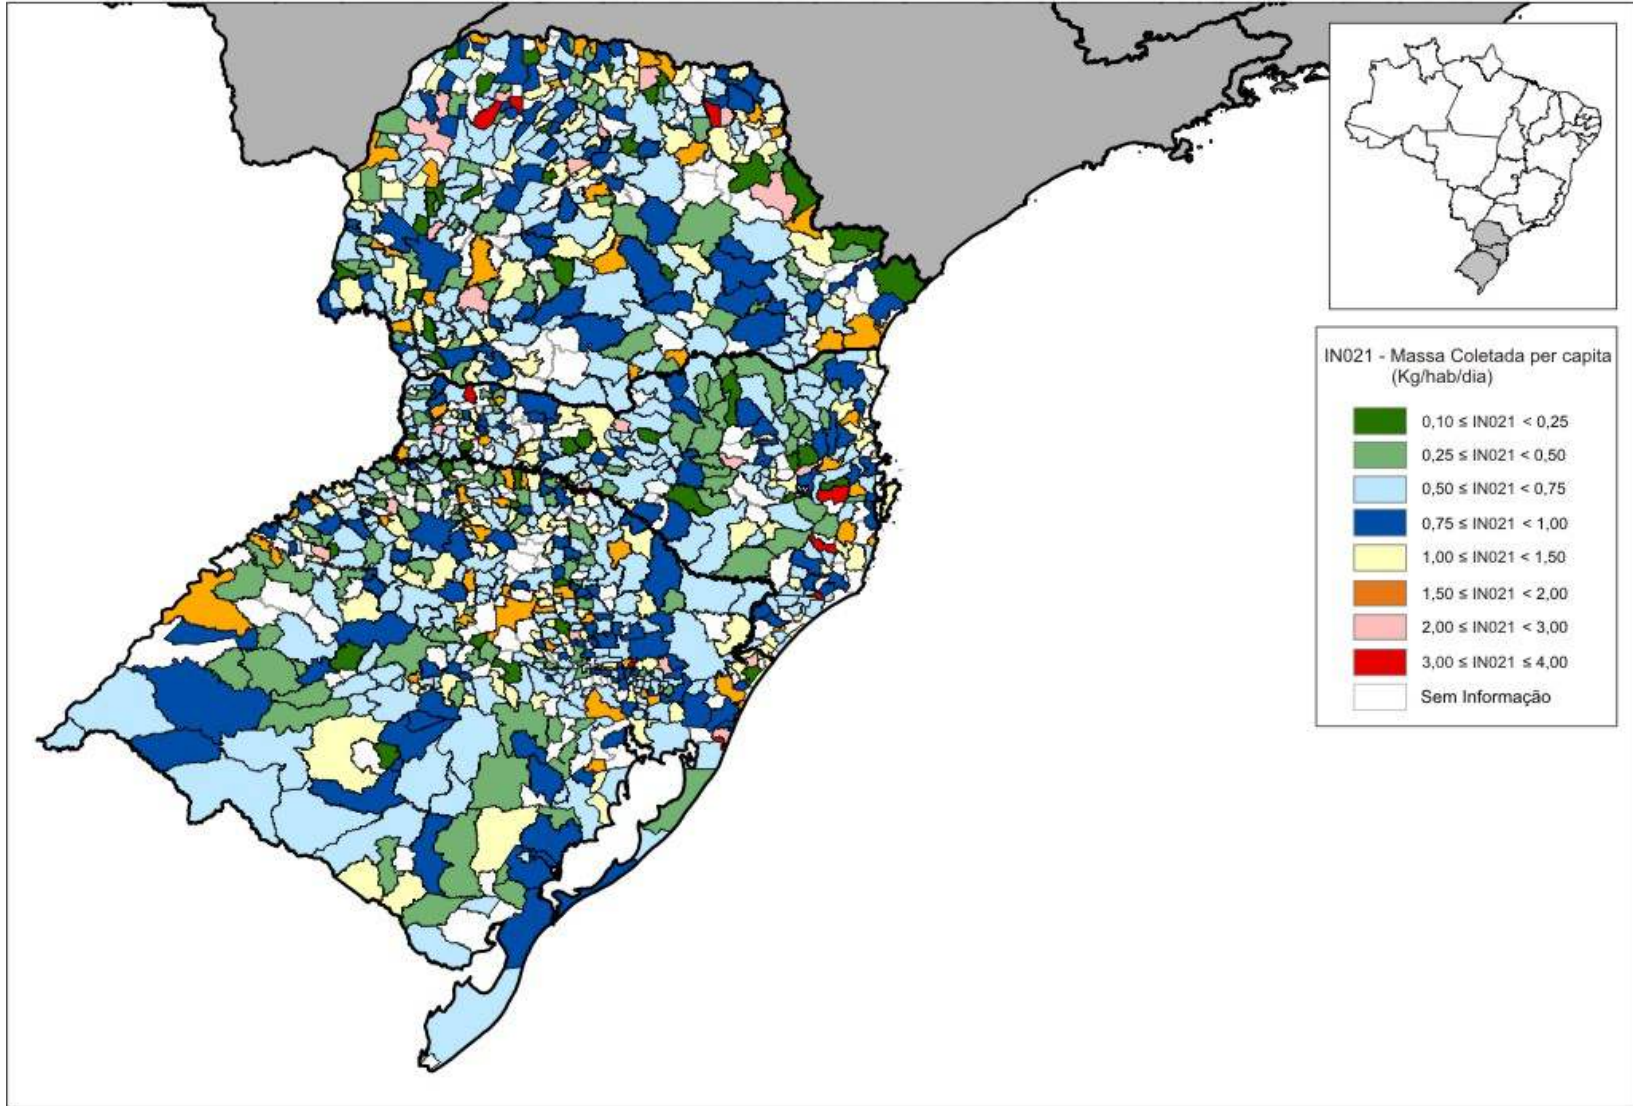 IN021 - Massa Coletada per capita
(Kg/hab/dia)
0,10 ≤ IN021 < 0,25
0,25 ≤ IN021 < 0,50
0,50 ≤ IN021 < 0,75
0,75 ≤ IN021 < 1,00
1,00 ≤ IN021 < 1,50
1,50 ≤ IN021 < 2,00
2,00 ≤ IN021 < 3,00
3,00 ≤ IN021 ≤ 4,00
Sem Informação